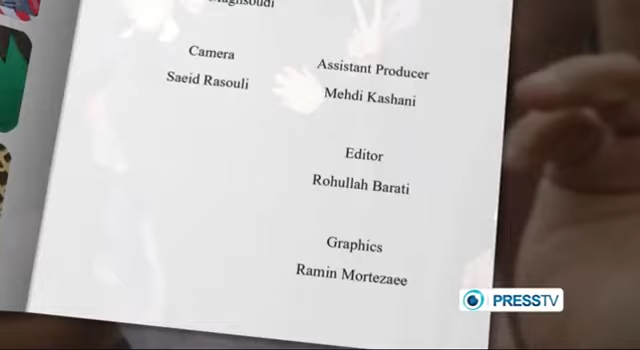 Camera
Saeid Rasouli
Assistant Producer
Mehdi Kashani
Editor
Rohullah Barati
Graphics
Ramin Mortezaee
PRESSTV